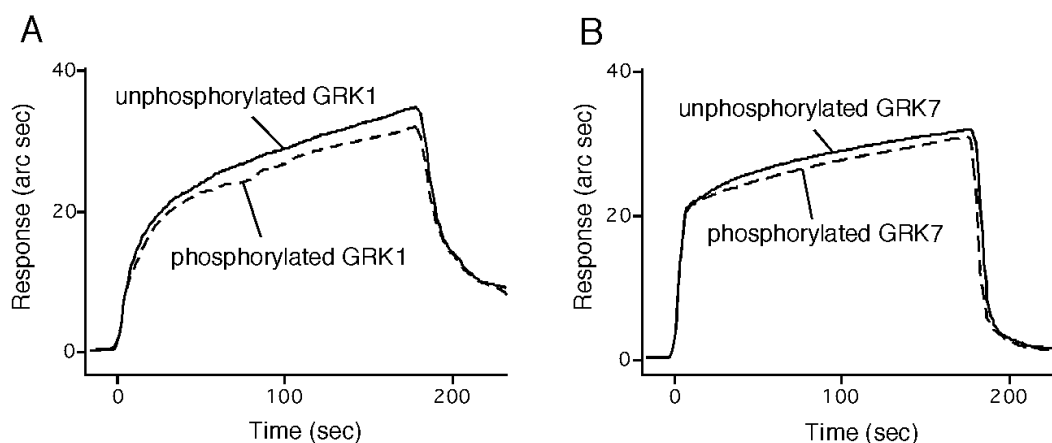 A
40
20
0
0
100
200
Response (arc sec)
Time (sec)
unphosphorylated GRK1
phosphorylated GRK1
B
40
20
0
0
100
200
Response (arc sec)
Time (sec)
unphosphorylated GRK7
phosphorylated GRK7